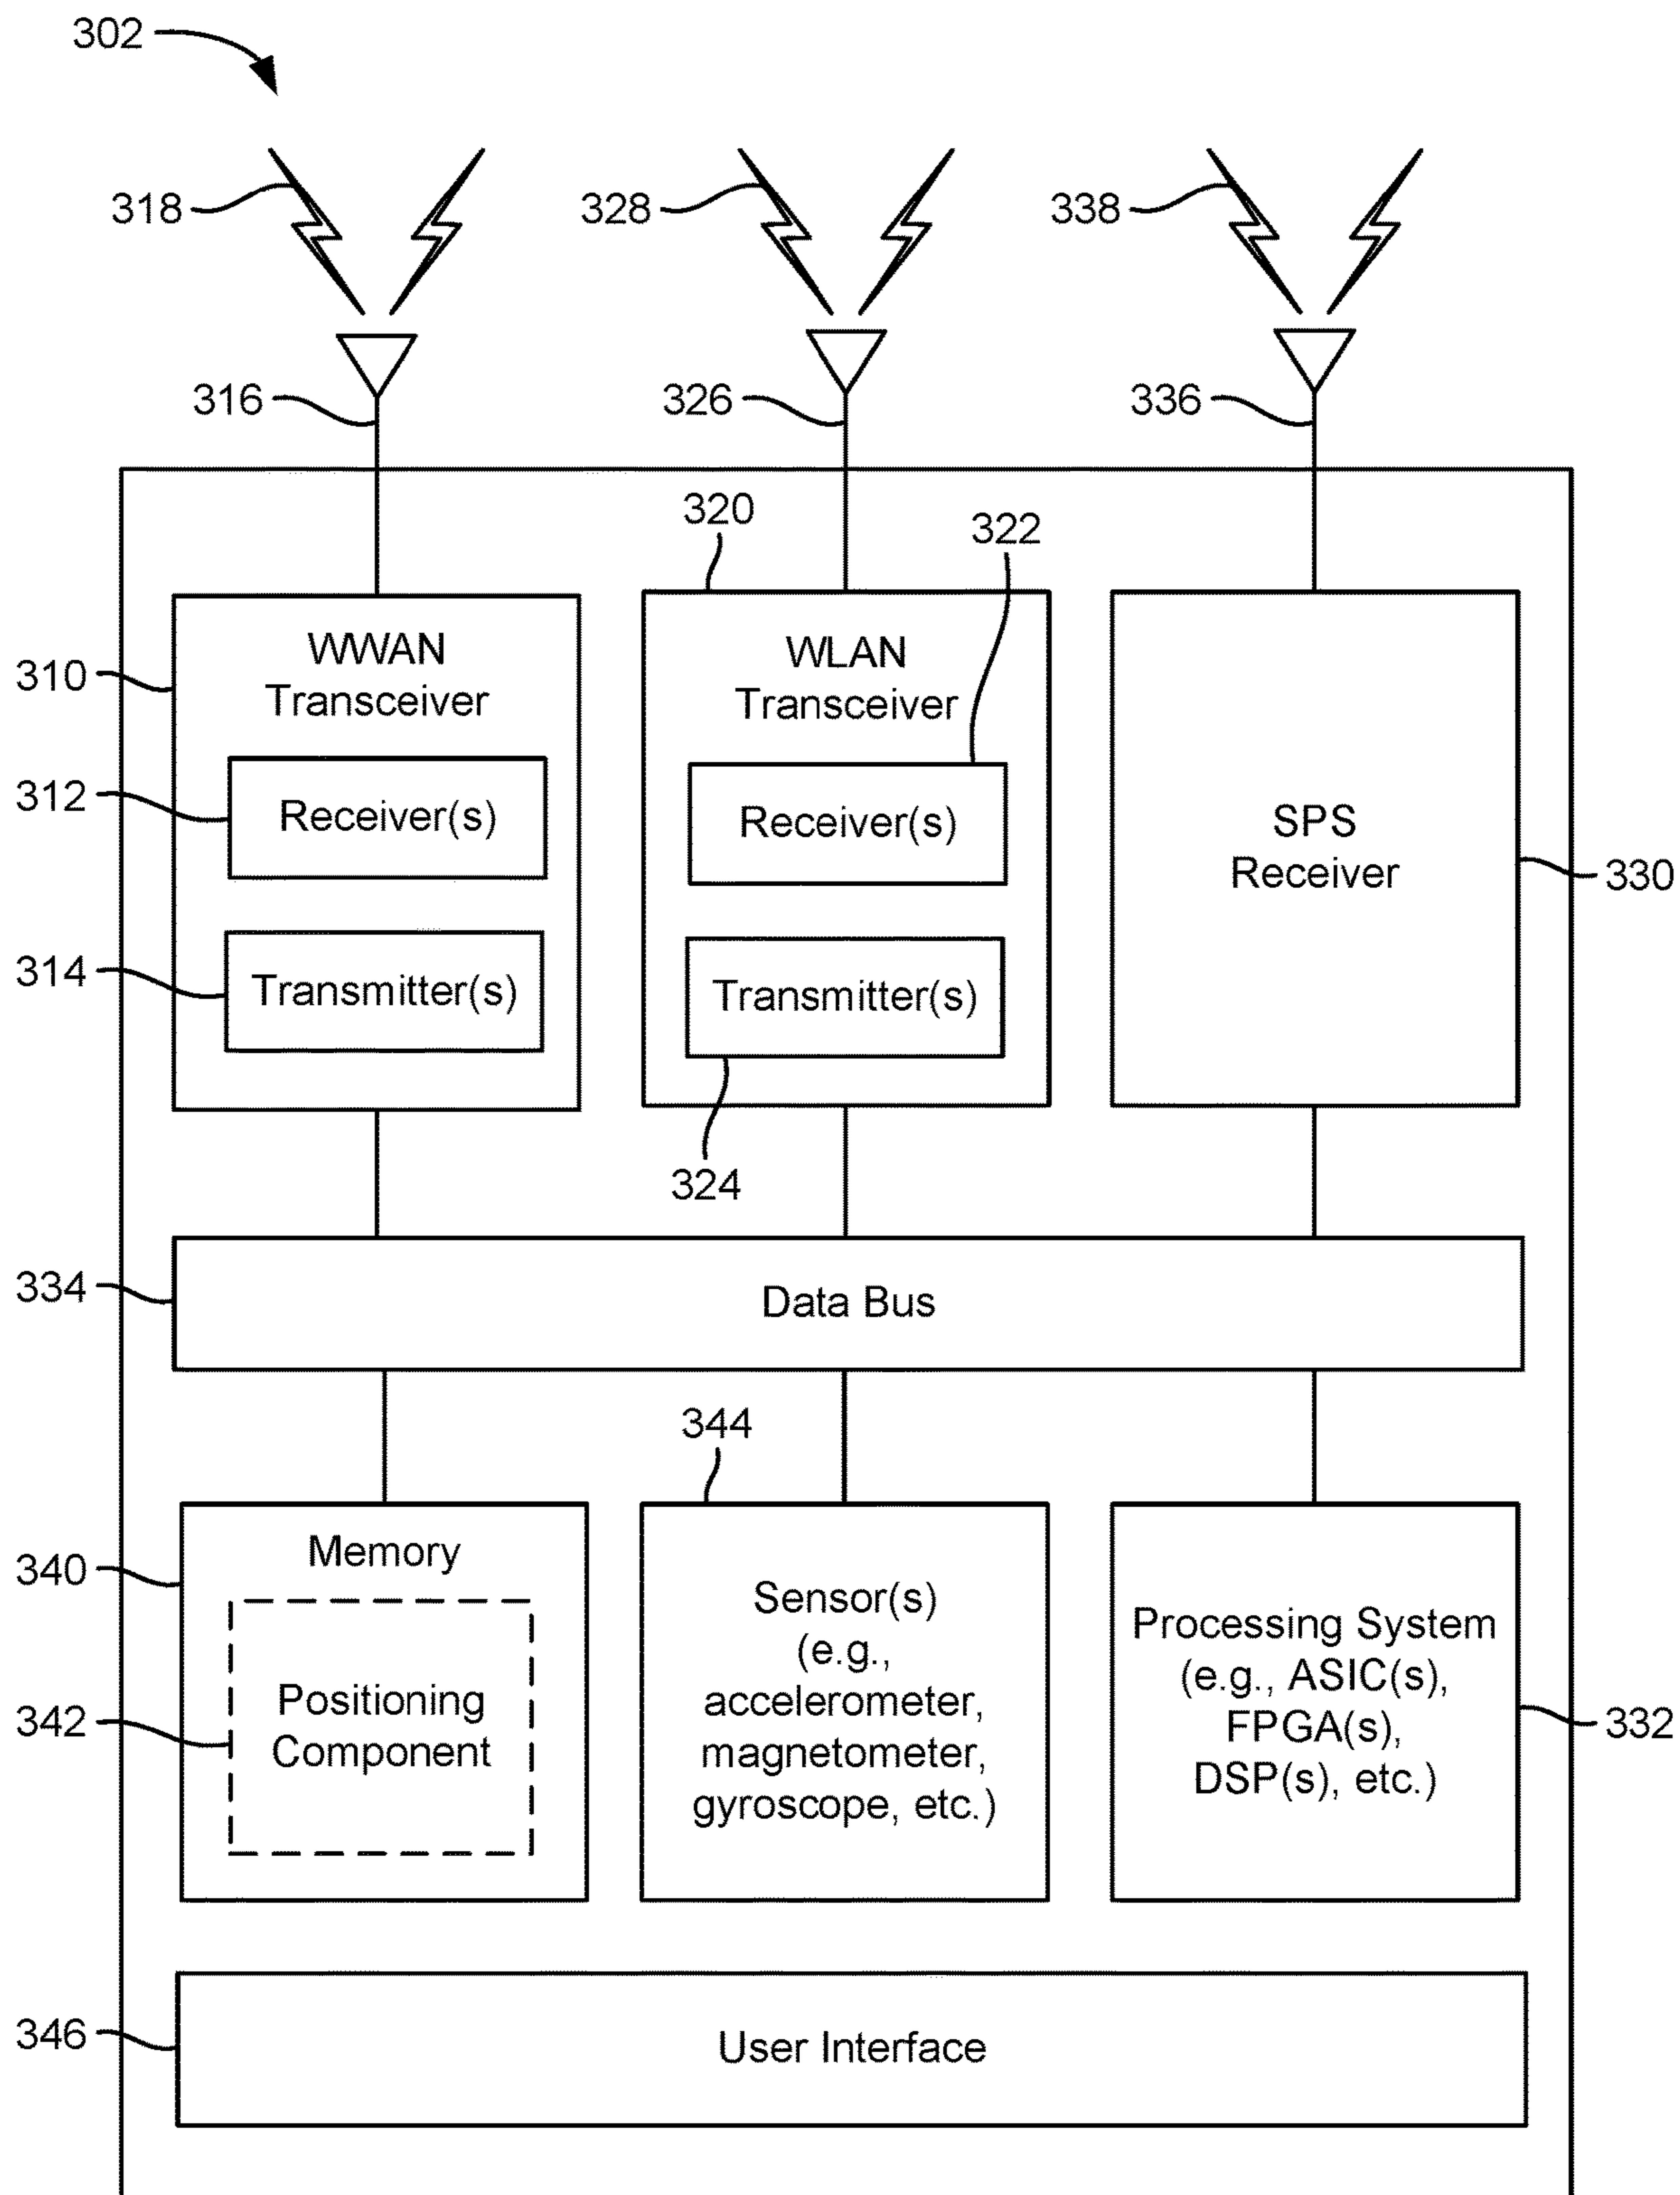 302
318
328
338
316
326
336
320
322
WWAN
Transceiver
WLAN
Transceiver
310
312
Receiver(s)
Receiver(s)
SPS
Receiver
330
314
Transmitter(s)
Transmitter(s)
324
334
Data Bus
344
340
Memory
Sensor(s)
(e.g.,
accelerometer,
magnetometer,
gyroscope, etc.)
Processing System
(e.g., ASIC(s),
FPGA(s),
DSP(s), etc.)
342
Positioning
Component
332
346
User Interface